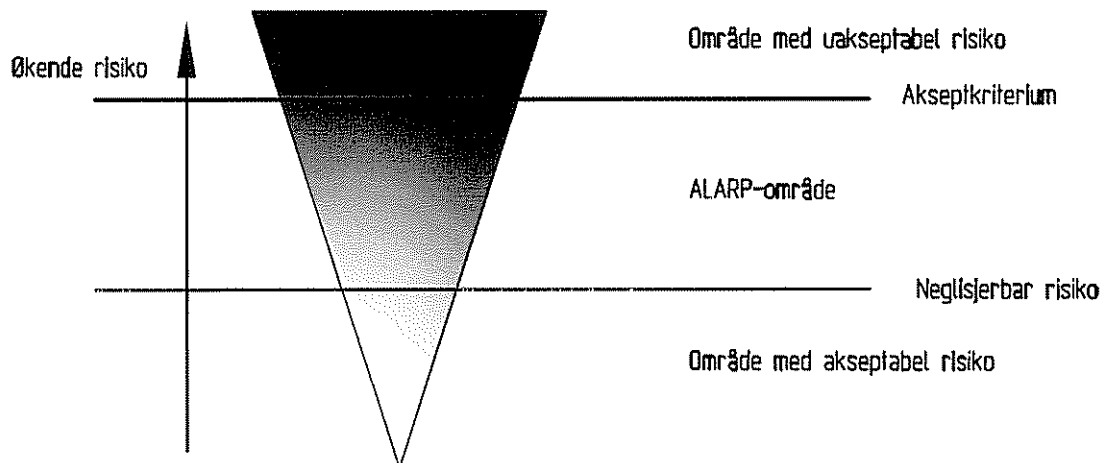 Område med uakseptabel risiko
Økende risiko
Akseptkriterium
ALARP-område
Neglisjerbar risiko
Område med akseptabel risiko